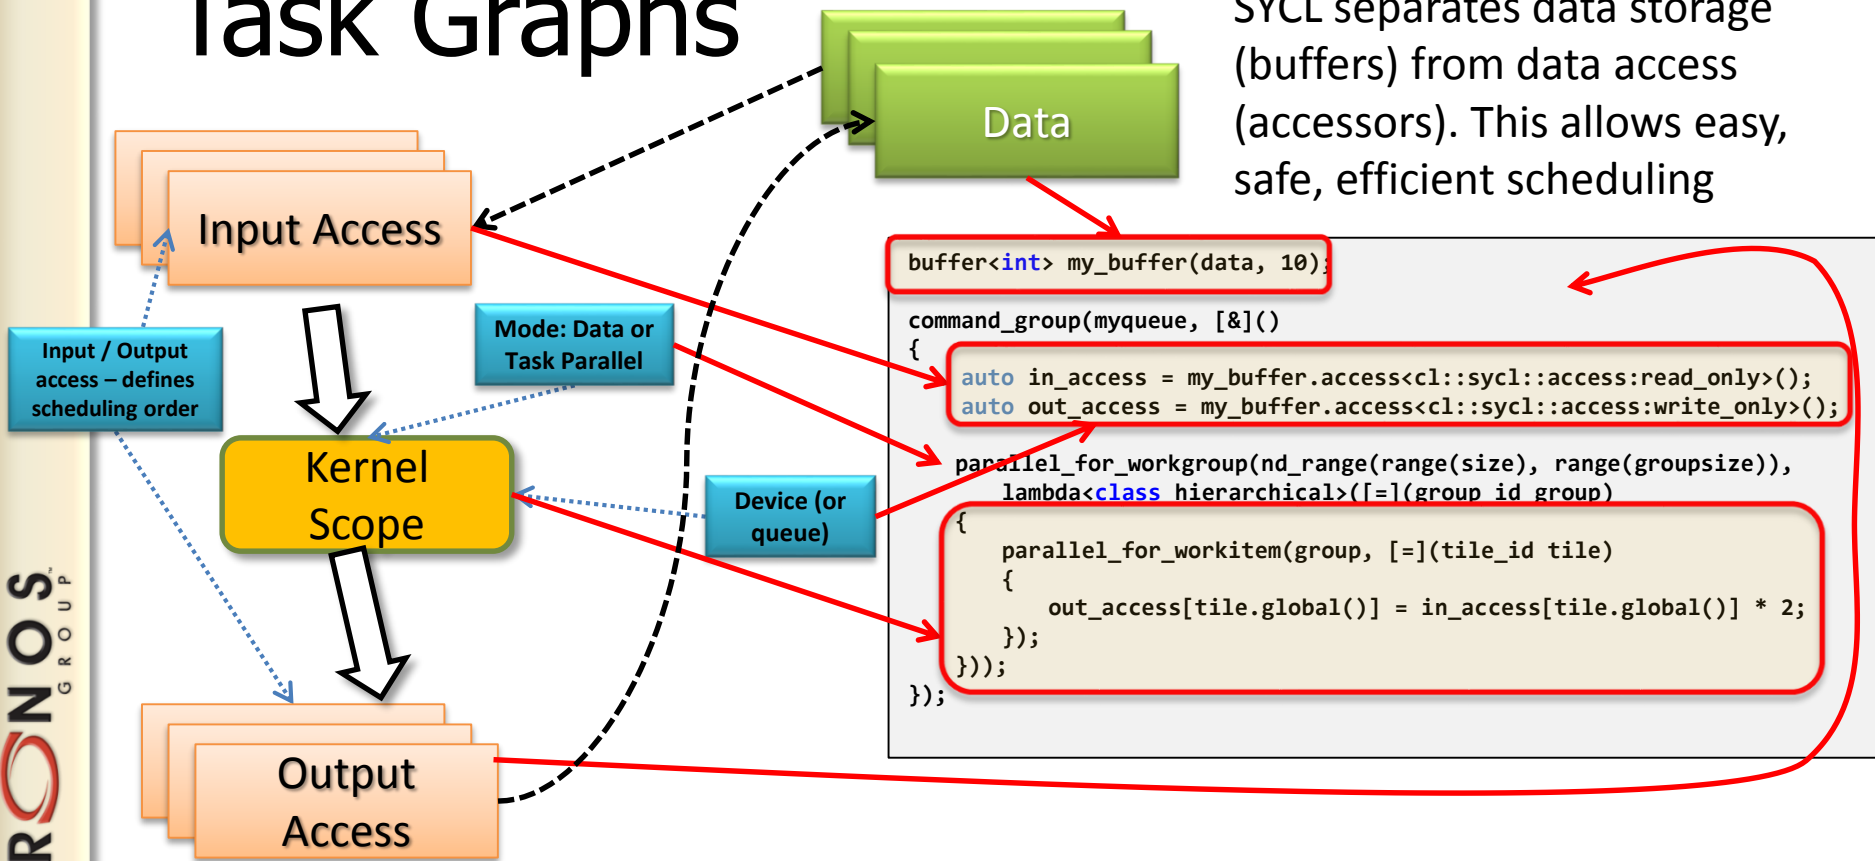 Task Graphs
SYCL separates data storage
(buffers) from data access
(accessors). This allows easy,
safe, efficient scheduling
Data
Input Access
Input / Output
access – defines
scheduling order
Mode: Data or
Task Parallel
Kernel
Scope
Device (or
queue)
Output
Access
buffer<int> my_buffer(data, 10);
command_group(myqueue, [&]()
{
auto in_access = my_buffer.access<cl::sycl::access:read_only>();
auto out_access = my_buffer.access<cl::sycl::access:write_only>();
parallel_for_workgroup(nd_range(range(size), range(groupsize)),
lambda<class hierarchical>([=](group_id group)
{
parallel_for_workitem(group, [=](tile_id tile)
{
out_access[tile.global()] = in_access[tile.global()] * 2;
});
}));
});
RONOS
GROUP